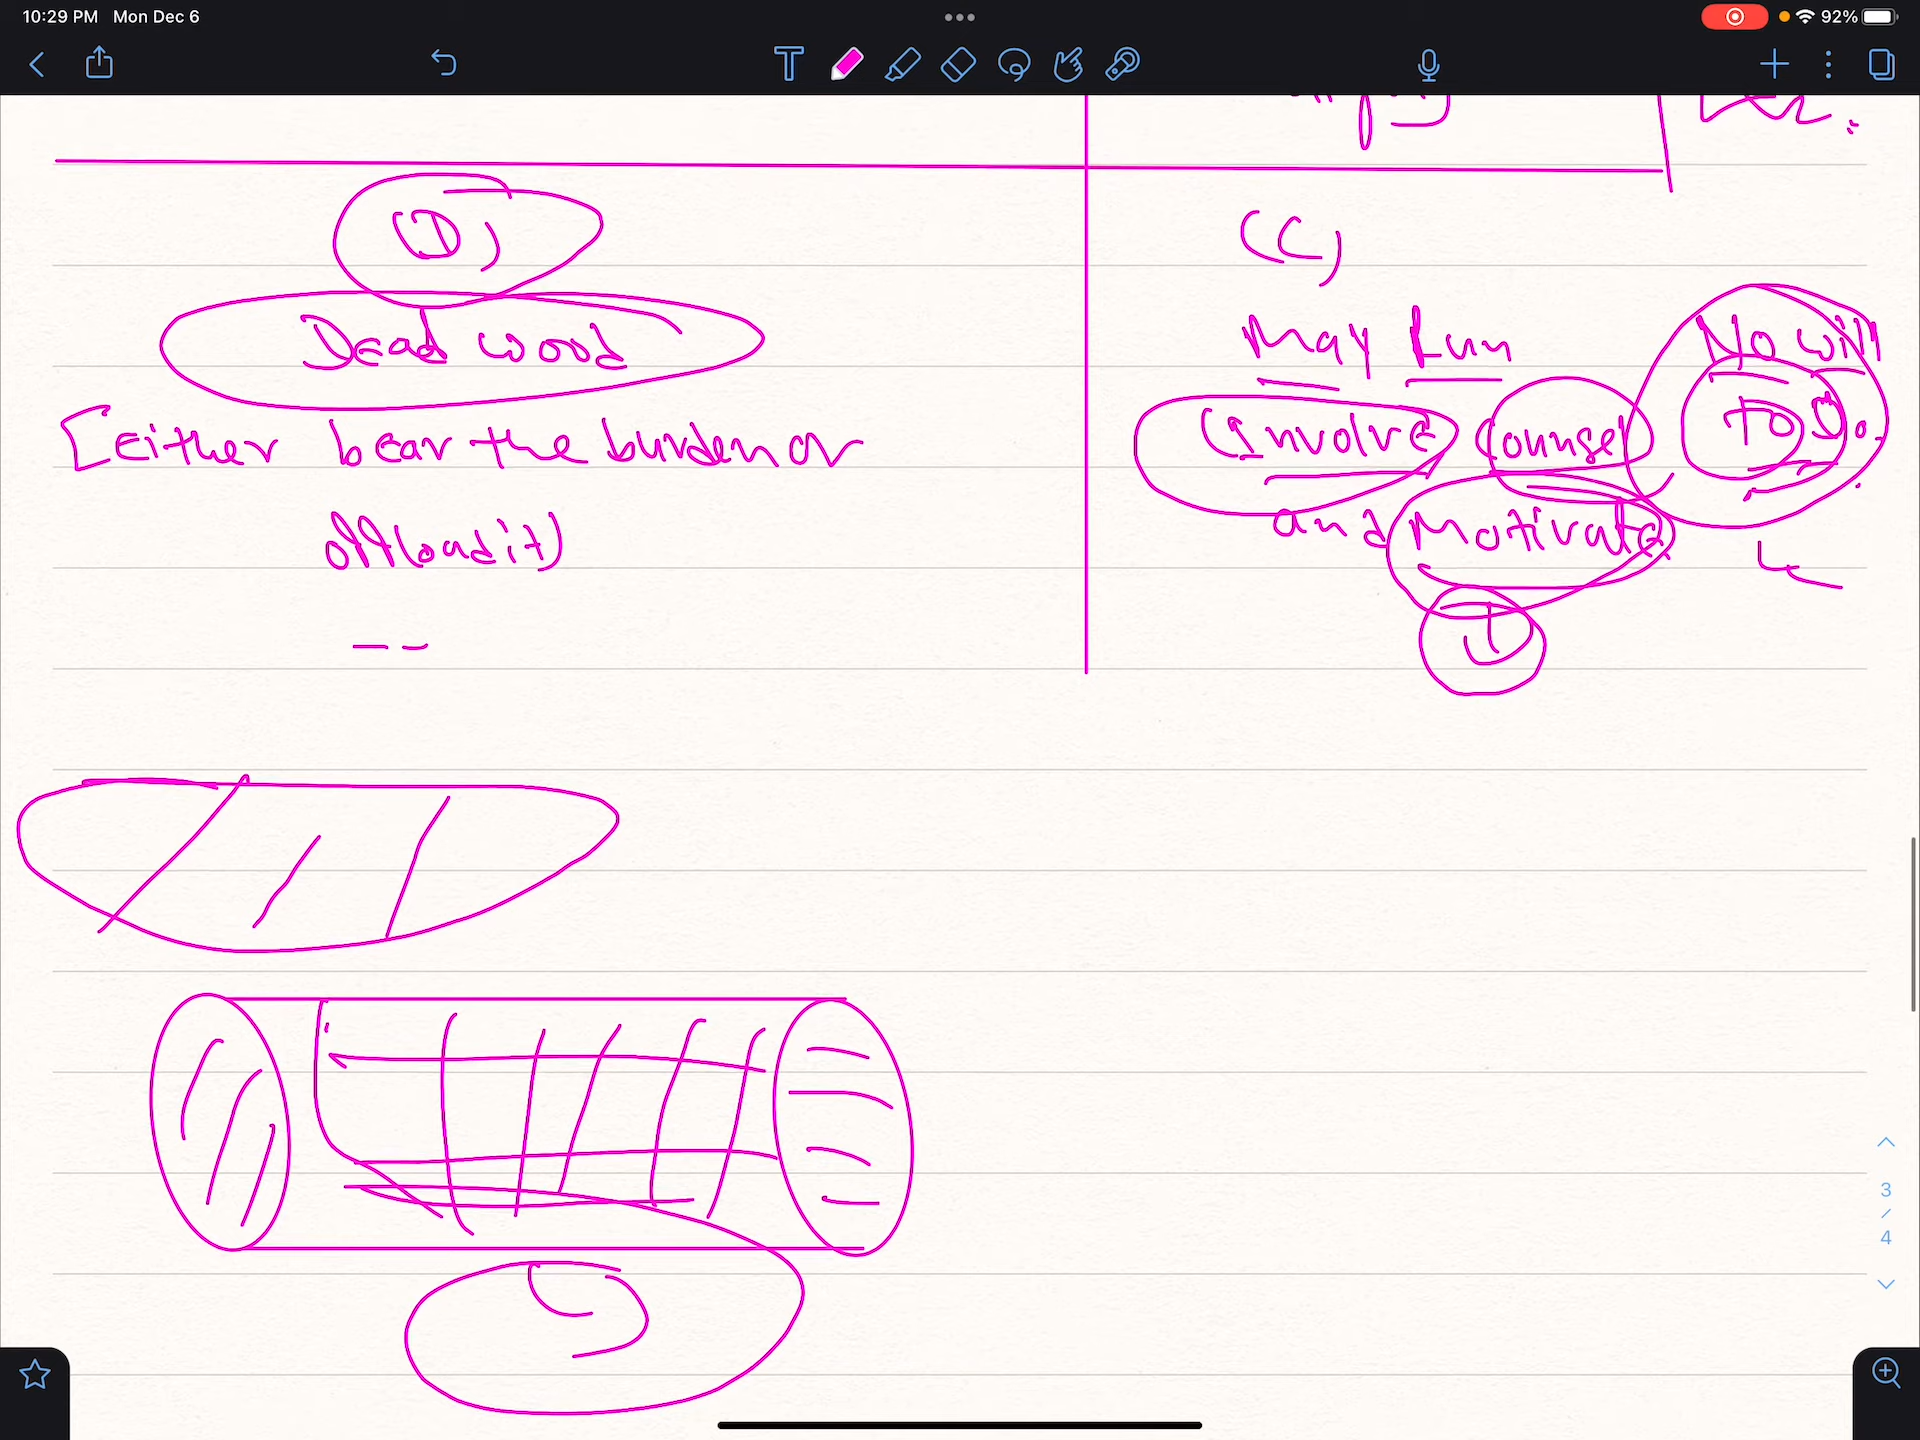 10:29 PM Mon Dec 6
92%
(D)
Dead wood
[Either bear the burden or
offload it)
(C)
May Run
No will
To Do.
(Involve Counsel
and Motivate
3
/
4